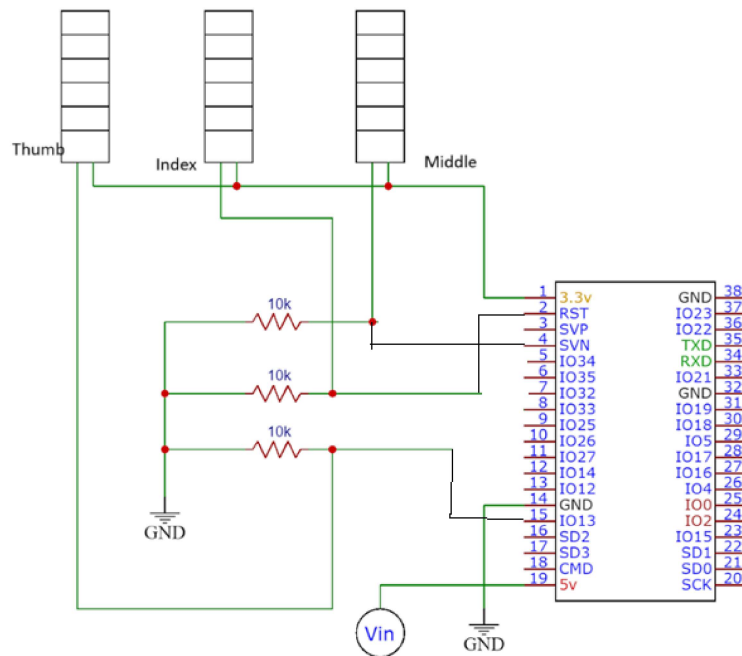 Thumb
Index
Middle
10k
10k
10k
GND
1 3.3v GND 38
2 RST IO23 37
3 SVP IO22 36
4 SVN TXD 35
5 IO34 RXD 34
6 IO35 IO21 33
7 IO32 GND 32
8 IO33 IO19 31
9 IO25 IO18 30
10 IO26 IO5 29
11 IO27 IO17 28
12 IO14 IO16 27
13 IO12 IO4 26
14 GND IO0 25
15 IO13 IO2 24
16 SD2 IO15 23
17 SD3 SD1 22
18 CMD SD0 21
19 5v SCK 20
Vin
GND